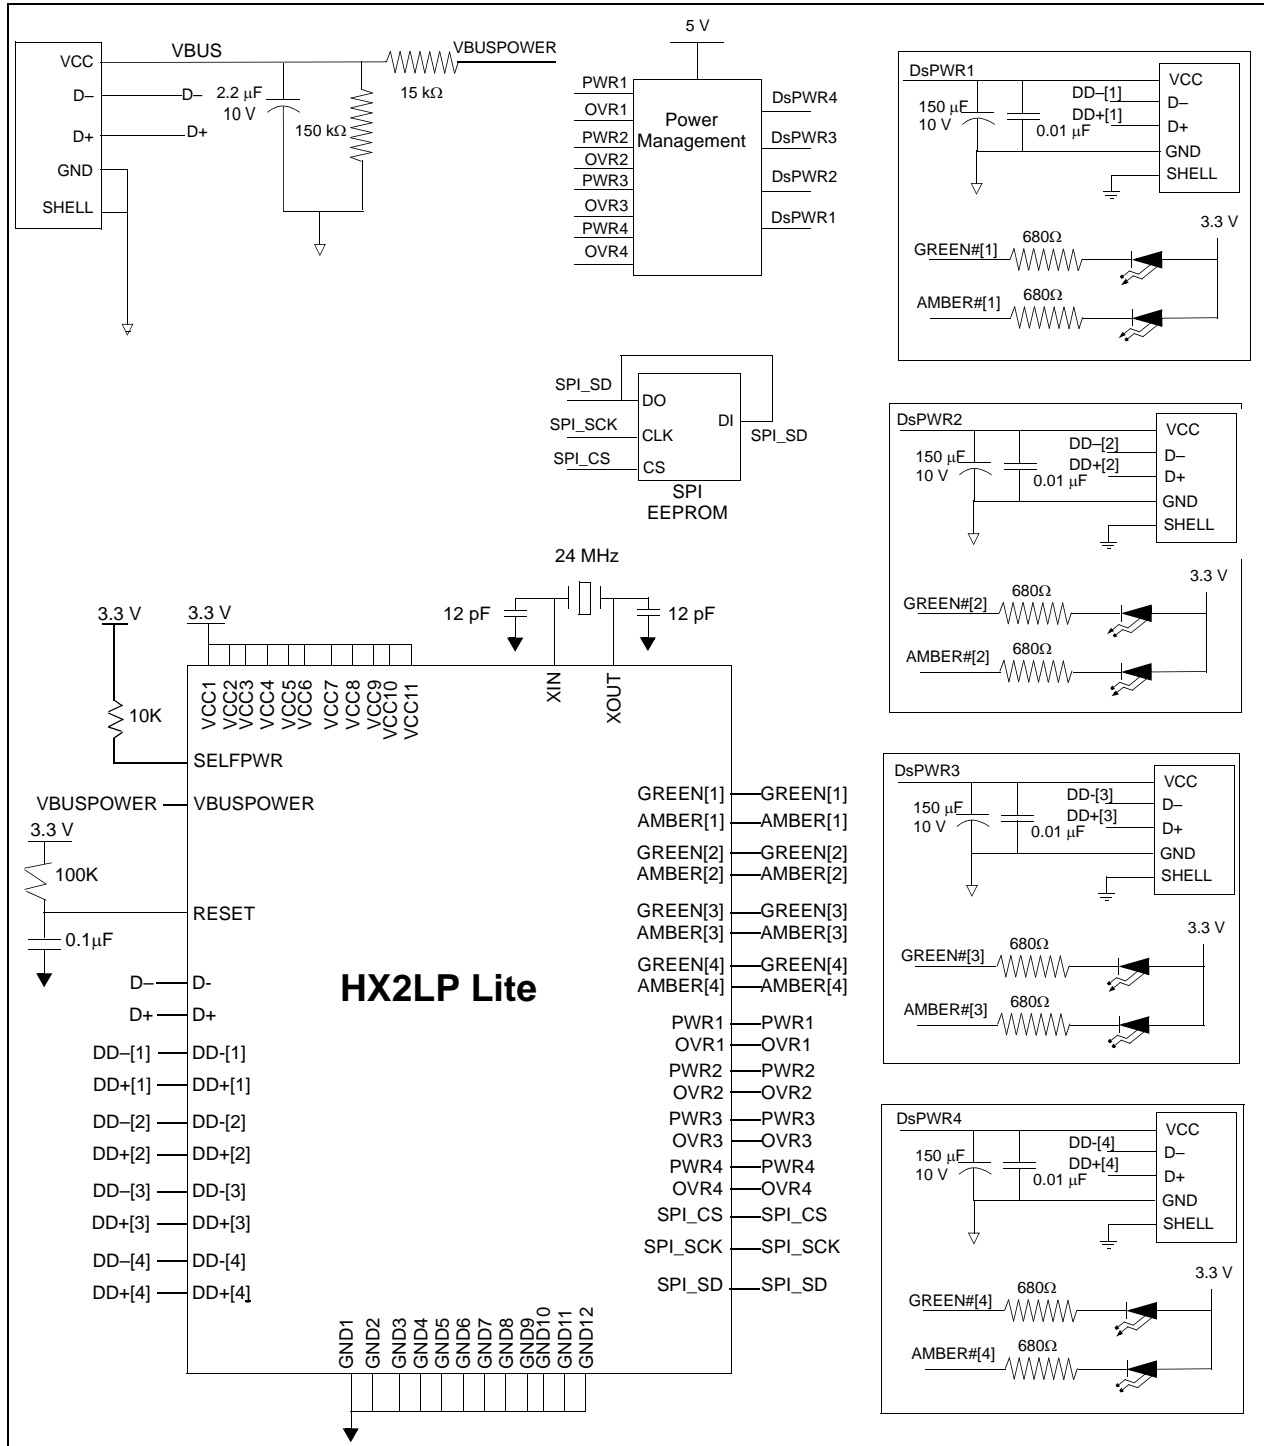 VCC
D–
D+
GND
SHELL
VBUS
D–
D+
2.2 µF
10 V
150 kΩ
15 kΩ
VBUSPOWER
5 V
PWR1
OVR1
PWR2
OVR2
PWR3
OVR3
PWR4
OVR4
Power
Management
DsPWR4
DsPWR3
DsPWR2
DsPWR1
SPI_SD
SPI_SCK
SPI_CS
DO
CLK
CS
DI
SPI_SD
SPI
EEPROM
24 MHz
12 pF
12 pF
3.3 V
10K
3.3 V
VCC1
VCC2
VCC3
VCC4
VCC5
VCC6
VCC7
VCC8
VCC9
VCC10
VCC11
XIN
XOUT
SELFPWR
VBUSPOWER
VBUSPOWER
3.3 V
100K
RESET
0.1µF
HX2LP Lite
D– D-
D+ D+
DD–[1] DD-[1]
DD+[1] DD+[1]
DD–[2] DD-[2]
DD+[2] DD+[2]
DD–[3] DD-[3]
DD+[3] DD+[3]
DD–[4] DD-[4]
DD+[4] DD+[4]
GREEN[1] GREEN[1]
AMBER[1] AMBER[1]
GREEN[2] GREEN[2]
AMBER[2] AMBER[2]
GREEN[3] GREEN[3]
AMBER[3] AMBER[3]
GREEN[4] GREEN[4]
AMBER[4] AMBER[4]
PWR1 PWR1
OVR1 OVR1
PWR2 PWR2
OVR2 OVR2
PWR3 PWR3
OVR3 OVR3
PWR4 PWR4
OVR4 OVR4
SPI_CS SPI_CS
SPI_SCK SPI_SCK
SPI_SD SPI_SD
GND1
GND2
GND3
GND4
GND5
GND6
GND7
GND8
GND9
GND10
GND11
GND12
DsPWR1
150 µF
10 V
0.01 µF
DD–[1]
DD+[1]
VCC
D–
D+
GND
SHELL
3.3 V
680Ω
GREEN#[1]
680Ω
AMBER#[1]
DsPWR2
150 µF
10 V
0.01 µF
DD–[2]
DD+[2]
VCC
D–
D+
GND
SHELL
3.3 V
680Ω
GREEN#[2]
680Ω
AMBER#[2]
DsPWR3
150 µF
10 V
0.01 µF
DD-[3]
DD+[3]
VCC
D–
D+
GND
SHELL
3.3 V
680Ω
GREEN#[3]
680Ω
AMBER#[3]
DsPWR4
150 µF
10 V
0.01 µF
DD-[4]
DD+[4]
VCC
D–
D+
GND
SHELL
3.3 V
680Ω
GREEN#[4]
680Ω
AMBER#[4]